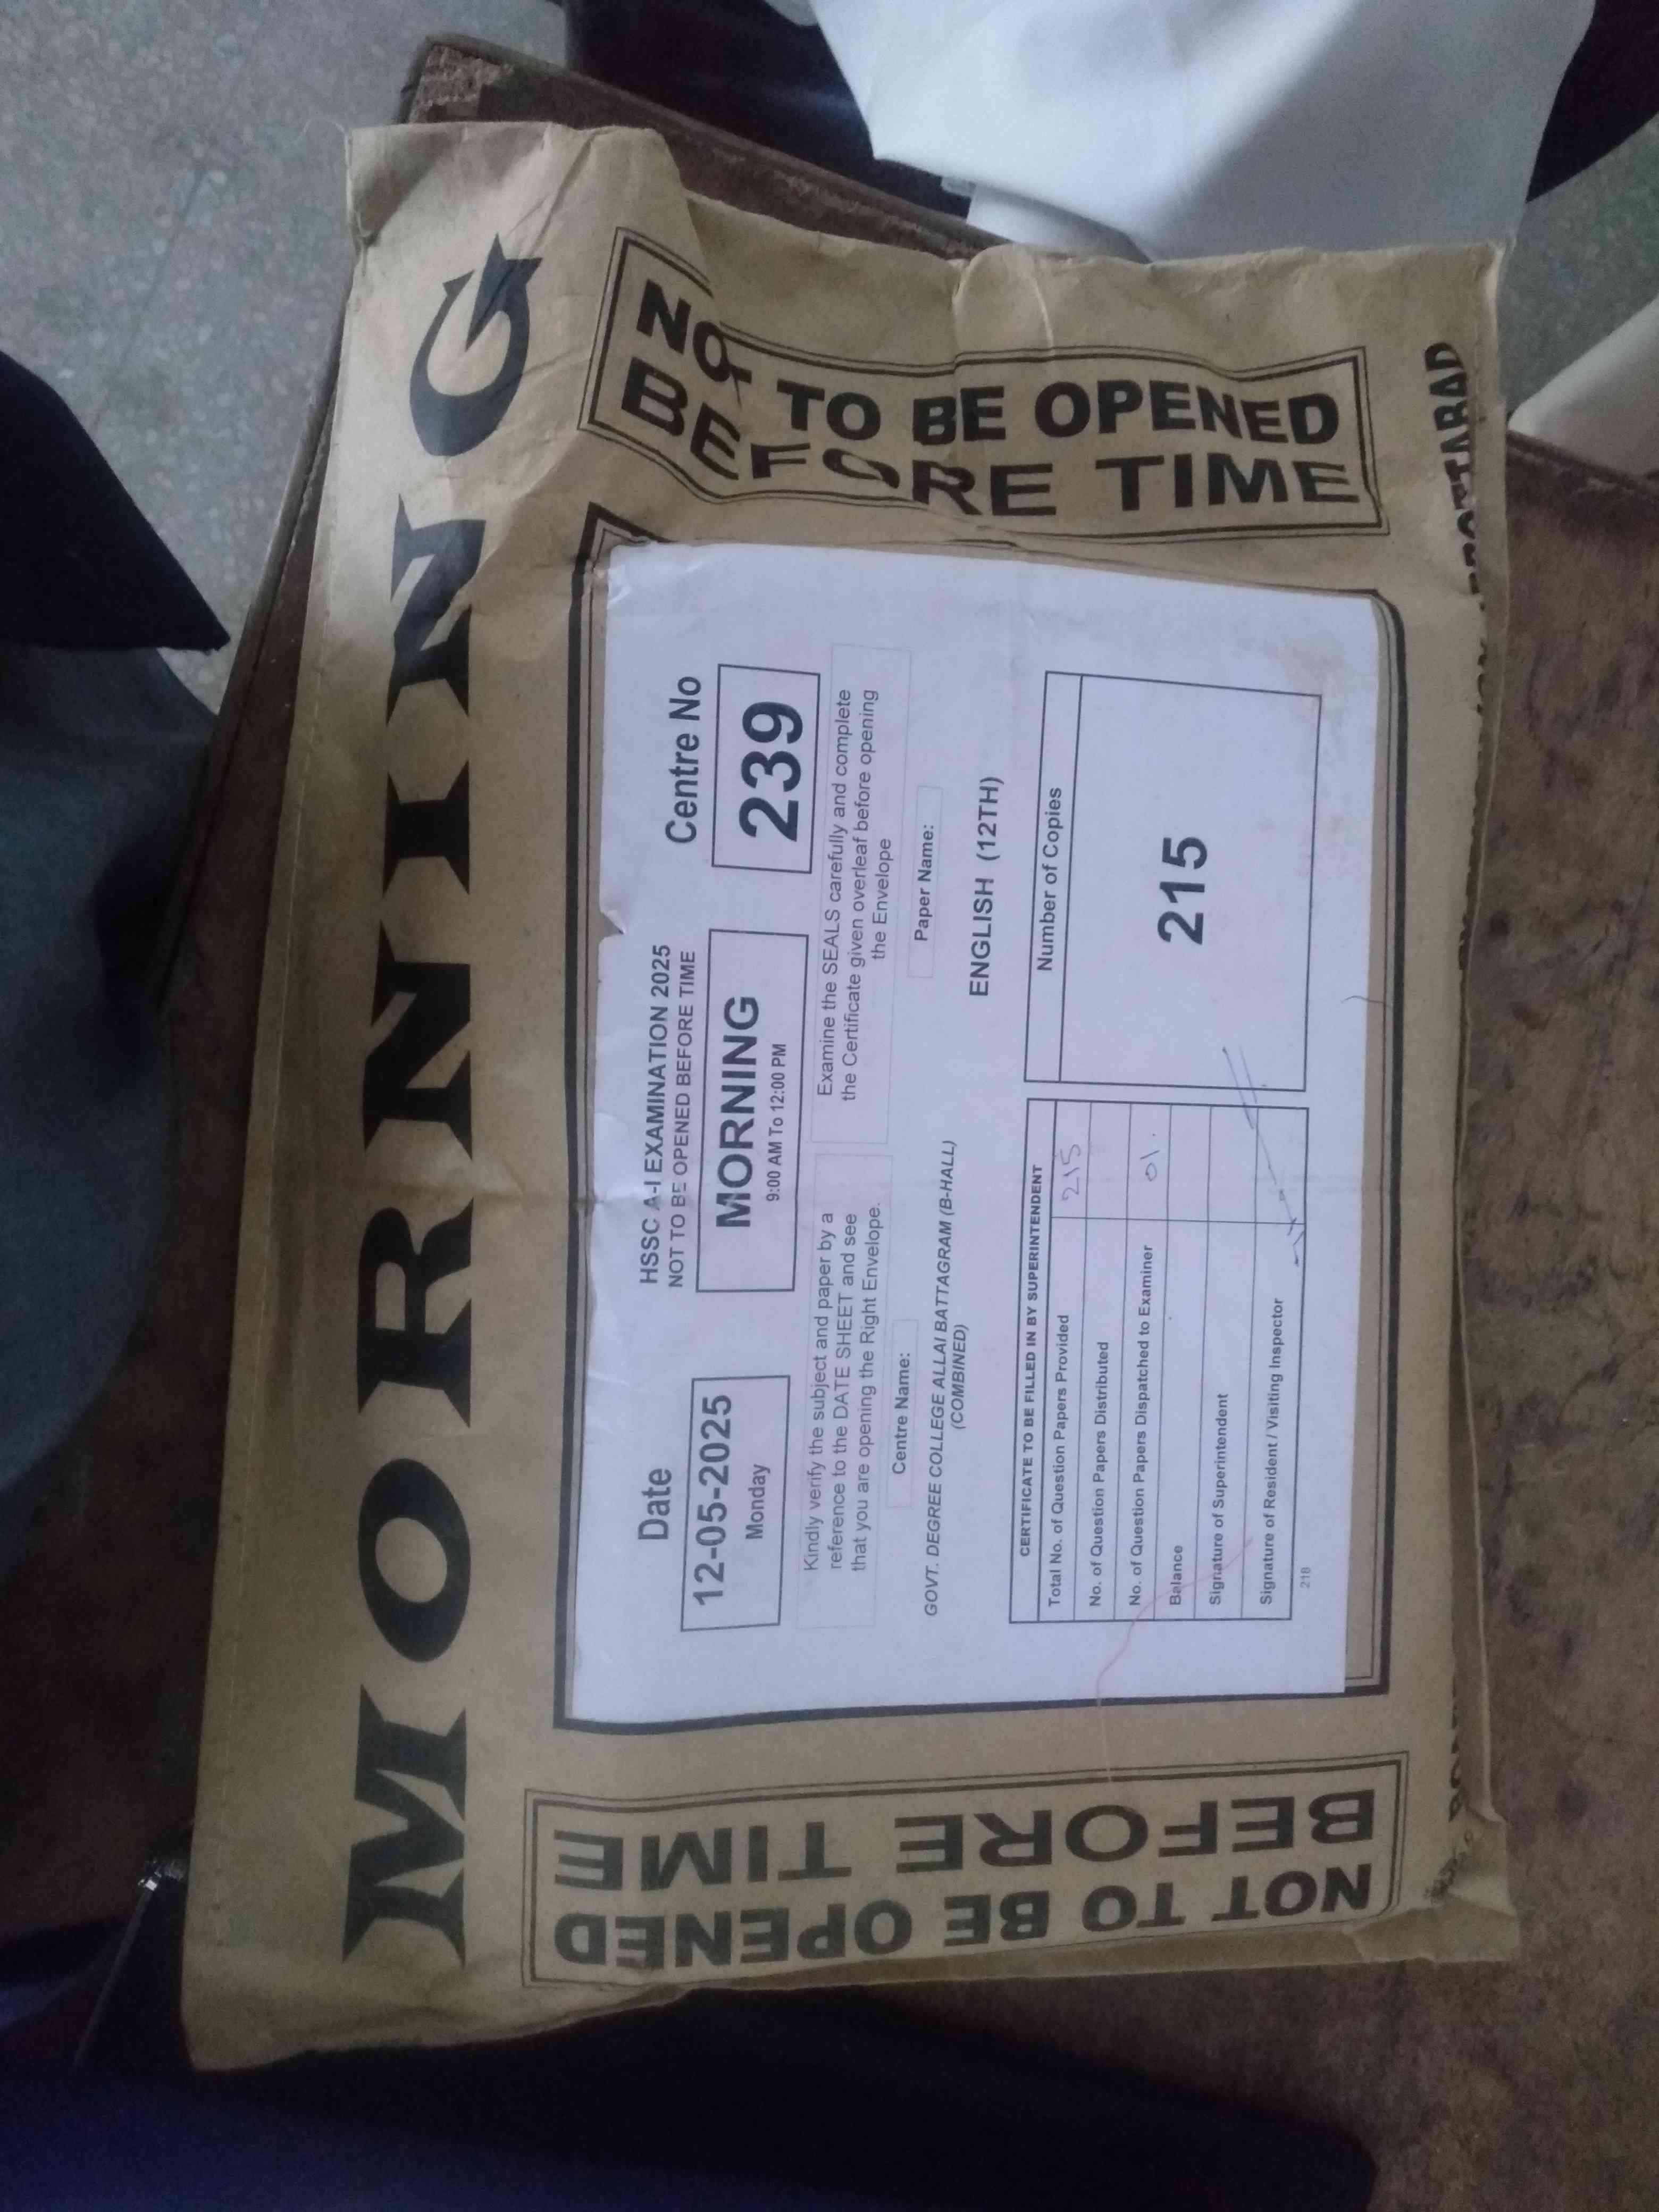 MORNING
NOT TO BE OPENED
BEFORE TIME
NO TO BE OPENED
BEFORE TIME
Date
12-05-2025
Monday
HSSC A-I EXAMINATION 2025
NOT TO BE OPENED BEFORE TIME
MORNING
9:00 AM To 12:00 PM
Centre No
239
Kindly verify the subject and paper by a
reference to the DATE SHEET and see
that you are opening the Right Envelope.
Examine the SEALS carefully and complete
the Certificate given overleaf before opening
the Envelope
Centre Name:
GOVT. DEGREE COLLEGE ALLAI BATTAGRAM (B-HALL)
(COMBINED)
Paper Name:
ENGLISH (12TH)
CERTIFICATE TO BE FILLED IN BY SUPERINTENDENT
Total No. of Question Papers Provided 215
No. of Question Papers Distributed
No. of Question Papers Dispatched to Examiner 01.
Balance
Signature of Superintendent
Signature of Resident / Visiting Inspector
218
Number of Copies
215